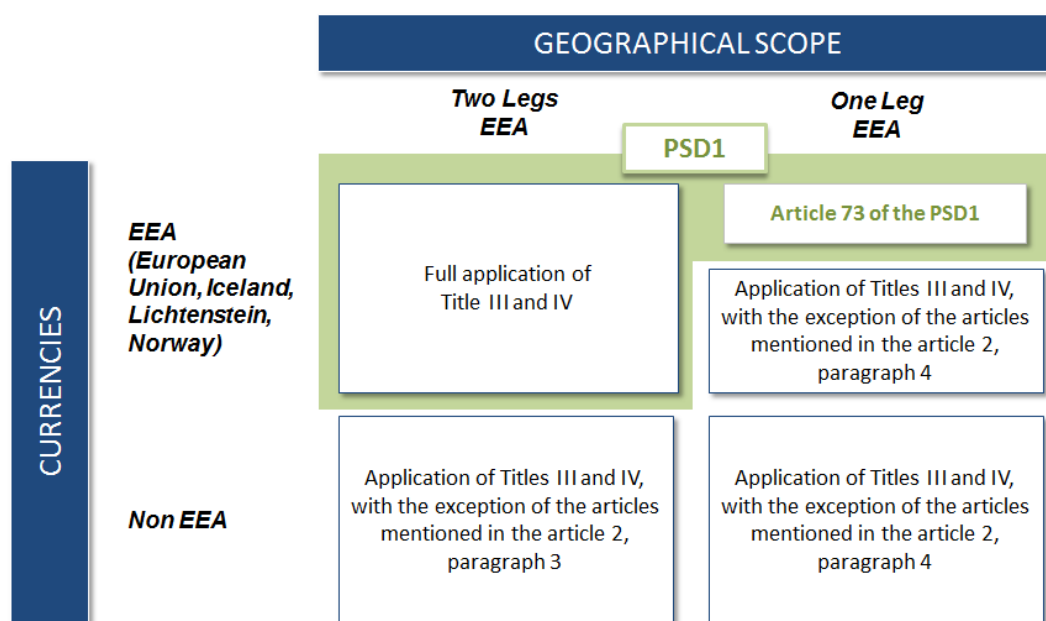 GEOGRAPHICAL SCOPE
Two Legs
EEA
One Leg
EEA
PSD1
CURRENCIES
EEA
(European
Union, Iceland,
Lichtenstein,
Norway)
Full application of
Title III and IV
Article 73 of the PSD1
Application of Titles III and IV,
with the exception of the articles
mentioned in the article 2,
paragraph 4
Non EEA
Application of Titles III and IV,
with the exception of the articles
mentioned in the article 2,
paragraph 3
Application of Titles III and IV,
with the exception of the articles
mentioned in the article 2,
paragraph 4